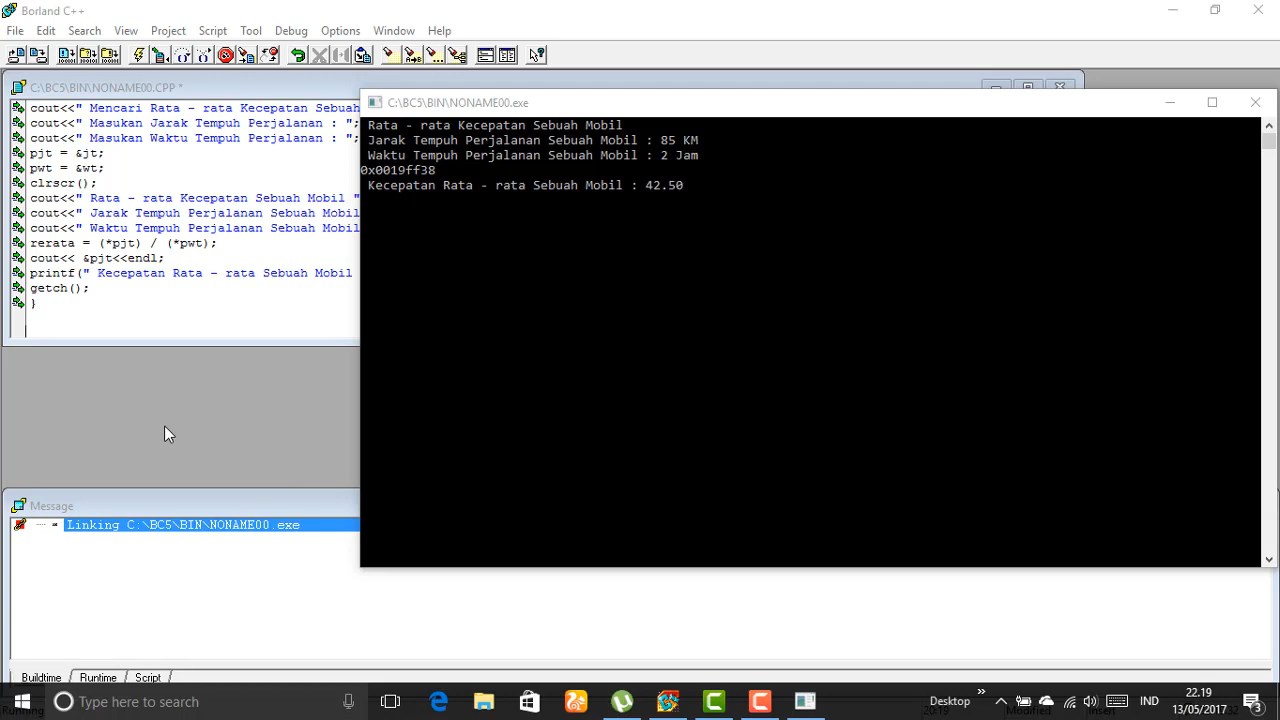 Borland C++
File Edit Search View Project Script Tool Debug Options Window Help
C:\BC5\BIN\NONAME00.CPP *
cout<<" Mencari Rata - rata Kecepatan Sebuah
cout<<" Masukan Jarak Tempuh Perjalanan : ";
cout<<" Masukan Waktu Tempuh Perjalanan : ";
pjt = &jt;
pwt = &wt;
clrscr();
cout<<" Rata - rata Kecepatan Sebuah Mobil "
cout<<" Jarak Tempuh Perjalanan Sebuah Mobil
cout<<" Waktu Tempuh Perjalanan Sebuah Mobil
rerata = (*pjt) / (*pwt);
cout<< &pjt<<endl;
printf(" Kecepatan Rata - rata Sebuah Mobil
getch();
}
C:\BC5\BIN\NONAME00.exe
Rata - rata Kecepatan Sebuah Mobil
Jarak Tempuh Perjalanan Sebuah Mobil : 85 KM
Waktu Tempuh Perjalanan Sebuah Mobil : 2 Jam
0x0019ff38
Kecepatan Rata - rata Sebuah Mobil : 42.50
Message
Linking C:\BC5\BIN\NONAME00.exe
Buildtime Runtime Script
Type here to search
Desktop
IND
22.19
13/05/2017
3